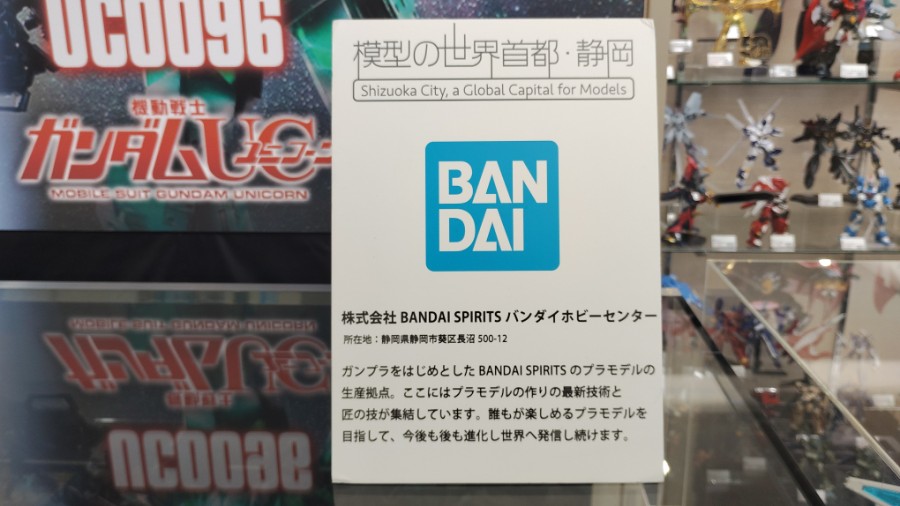 UC0096
機動戦士
ガンダムUC
MOBILE SUIT GUNDAM UNICORN
模型の世界首都・静岡
Shizuoka City, a Global Capital for Models
BAN
DAI
株式会社 BANDAI SPIRITS バンダイホビーセンター
所在地：静岡県静岡市葵区長沼 500-12
ガンプラをはじめとした BANDAI SPIRITS のプラモデルの
生産拠点。ここにはプラモデルの作りの最新技術と
匠の技が集結しています。誰もが楽しめるプラモデルを
目指して、今後も後も進化し世界へ発信し続けます。